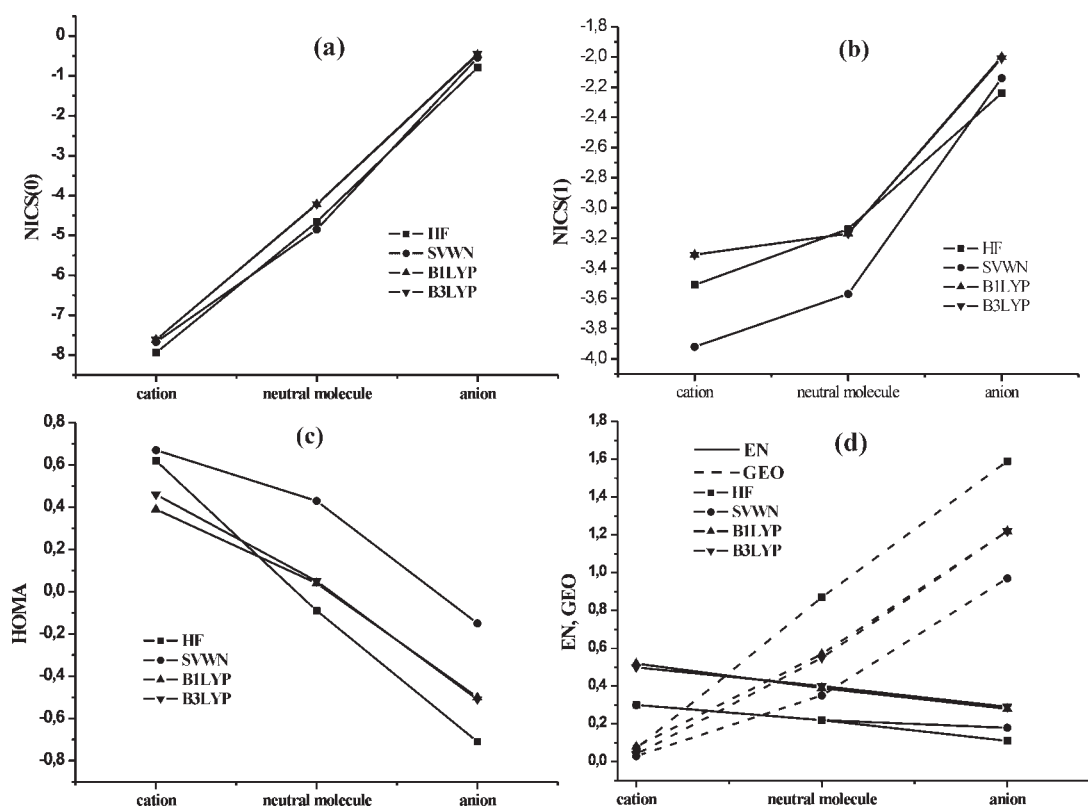 (a)
NICS(0)
0
-1
-2
-3
-4
-5
-6
-7
-8
HF
SVWN
B1LYP
B3LYP
cation neutral molecule anion
(b)
NICS(1)
-2,0
-2,2
-2,4
-2,6
-2,8
-3,0
-3,2
-3,4
-3,6
-3,8
-4,0
HF
SVWN
B1LYP
B3LYP
cation neutral molecule anion
(c)
HOMA
0,8
0,6
0,4
0,2
0,0
-0,2
-0,4
-0,6
-0,8
HF
SVWN
B1LYP
B3LYP
cation neutral molecule anion
(d)
EN, GEO
1,8
1,6
1,4
1,2
1,0
0,8
0,6
0,4
0,2
0,0
EN
GEO
HF
SVWN
B1LYP
B3LYP
cation neutral molecule anion